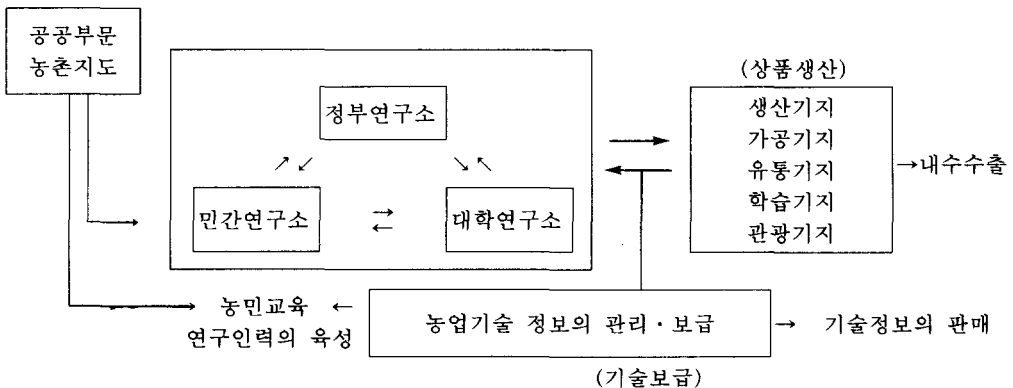 공공부문
농촌지도
(상품생산)
정부연구소
생산기지
가공기지
유통기지
학습기지
관광기지
→내수수출
↗↙
↘↖
민간연구소
→
←
대학연구소
농민교육 ←
연구인력의 육성
농업기술 정보의 관리·보급
→ 기술정보의 판매
(기술보급)